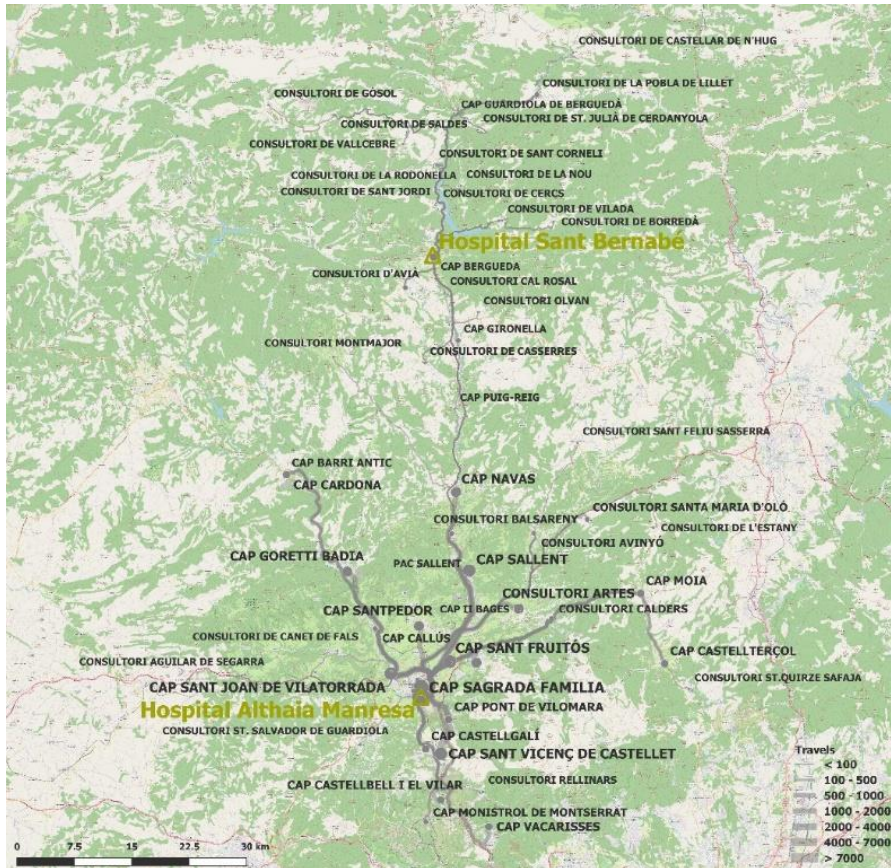 CONSULTORI DE CASTELLAR DE N'HUG
CONSULTORI DE LA POBLA DE LILLET
CONSULTORI DE GÓSOL
CAP GUARDIOLA DE BERGUEDÀ
CONSULTORI DE SALDES
CONSULTORI DE ST. JULIÀ DE CERDANYOLA
CONSULTORI DE VALLCEBRE
CONSULTORI DE SANT CORNELI
CONSULTORI DE LA RODONELLA
CONSULTORI DE LA NOU
CONSULTORI DE SANT JORDI
CONSULTORI DE CERCS
CONSULTORI DE VILADA
CONSULTORI DE BORREDÀ
Hospital Sant Bernabé
CAP BERGUEDA
CONSULTORI D'AVIÀ
CONSULTORI CAL ROSAL
CONSULTORI OLVAN
CAP GIRONELLA
CONSULTORI MONTMAJOR
CONSULTORI DE CASSERRES
CAP PUIG-REIG
CONSULTORI SANT FELIU SASSERRA
CAP BARRI ANTIC
CAP CARDONA
CAP NAVAS
CONSULTORI SANTA MARIA D'OLÓ
CONSULTORI BALSARENY
CONSULTORI DE L'ESTANY
CONSULTORI AVINYÓ
CAP GORETTI BADIA
PAC SALLENT
CAP SALLENT
CAP MOIA
CONSULTORI ARTES
CAP SANTPEDOR
CAP II BAGES
CONSULTORI CALDERS
CONSULTORI DE CANET DE FALS
CAP CALLÚS
CAP SANT FRUITÓS
CAP CASTELLTERÇOL
CONSULTORI AGUILAR DE SEGARRA
CONSULTORI ST.QUIRZE SAFAJA
CAP SANT JOAN DE VILATORRADA
CAP SAGRADA FAMILIA
Hospital Althaia Manresa
CAP PONT DE VILOMARA
CONSULTORI ST. SALVADOR DE GUARDIOLA
CAP CASTELLGALÍ
CAP SANT VICENÇ DE CASTELLET
CAP CASTELLBELL I EL VILAR
CONSULTORI RELLINARS
CAP MONISTROL DE MONTSERRAT
CAP VACARISSES
Travels
< 100
100 - 500
500 - 1000
1000 - 2000
2000 - 4000
4000 - 7000
> 7000
0 7.5 15 22.5 30 km